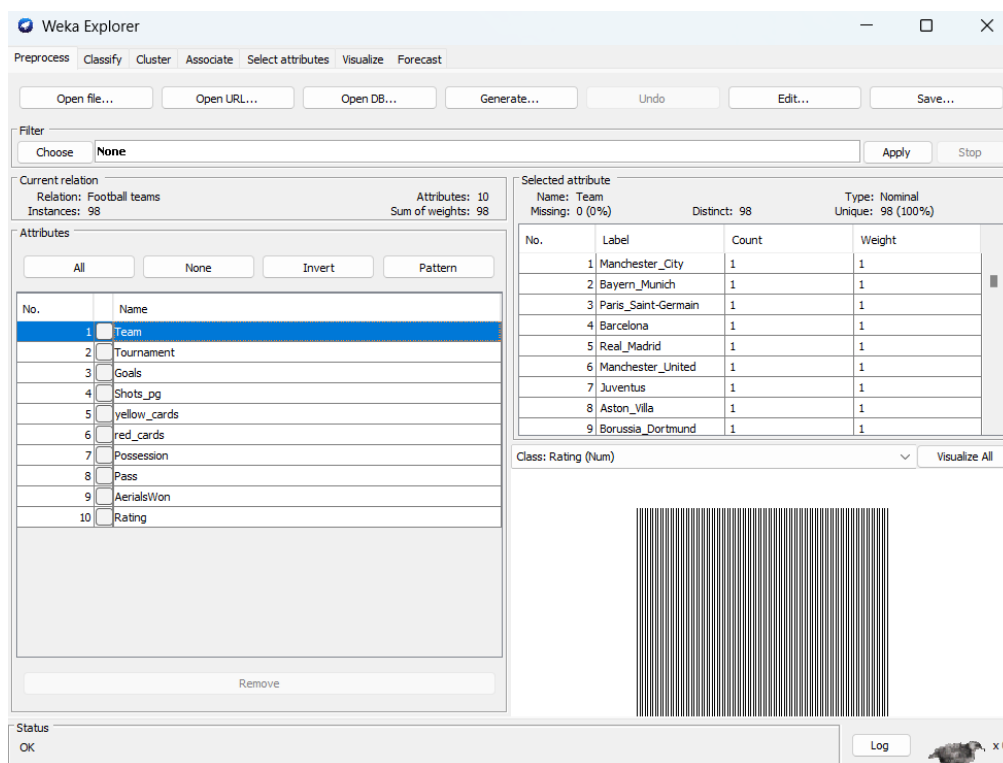 Weka Explorer
Preprocess Classify Cluster Associate Select attributes Visualize Forecast
Open file... Open URL... Open DB... Generate... Undo Edit... Save...
Filter
Choose None Apply Stop
Current relation
Relation: Football teams Attributes: 10
Instances: 98 Sum of weights: 98
Attributes
All None Invert Pattern
No. Name
1 Team
2 Tournament
3 Goals
4 Shots_pg
5 yellow_cards
6 red_cards
7 Possession
8 Pass
9 AerialsWon
10 Rating
Remove
Selected attribute
Name: Team Type: Nominal
Missing: 0 (0%) Distinct: 98 Unique: 98 (100%)
No. Label Count Weight
1 Manchester_City 1 1
2 Bayern_Munich 1 1
3 Paris_Saint-Germain 1 1
4 Barcelona 1 1
5 Real_Madrid 1 1
6 Manchester_United 1 1
7 Juventus 1 1
8 Aston_Villa 1 1
9 Borussia_Dortmund 1 1
Class: Rating (Num) Visualize All
Status
OK Log x